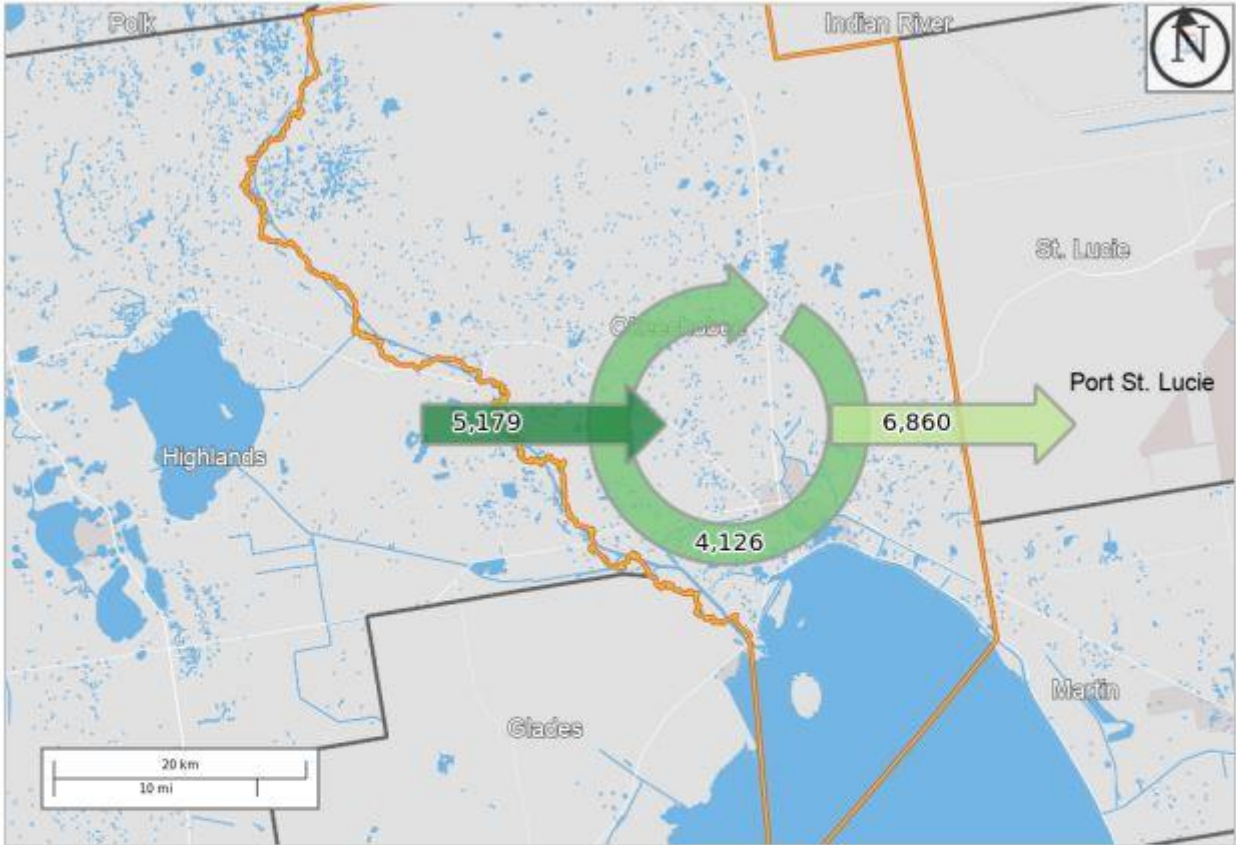 Polk
Indian River
N
St. Lucie
Okeechobee
Port St. Lucie
5,179
6,860
Highlands
4,126
Martin
Glades
20 km
10 mi